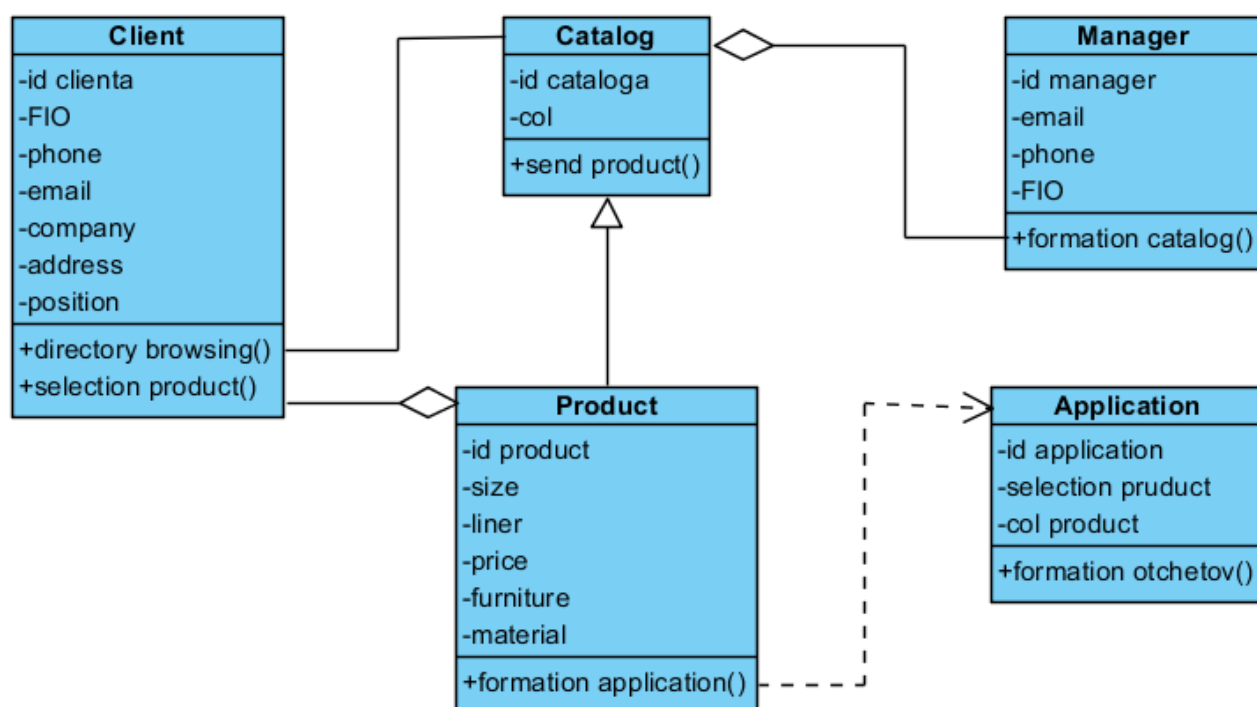 Client
-id clienta
-FIO
-phone
-email
-company
-address
-position
+directory browsing()
+selection product()
Catalog
-id cataloga
-col
+send product()
Manager
-id manager
-email
-phone
-FIO
+formation catalog()
Product
-id product
-size
-liner
-price
-furniture
-material
+formation application()
Application
-id application
-selection pruduct
-col product
+formation otchetov()